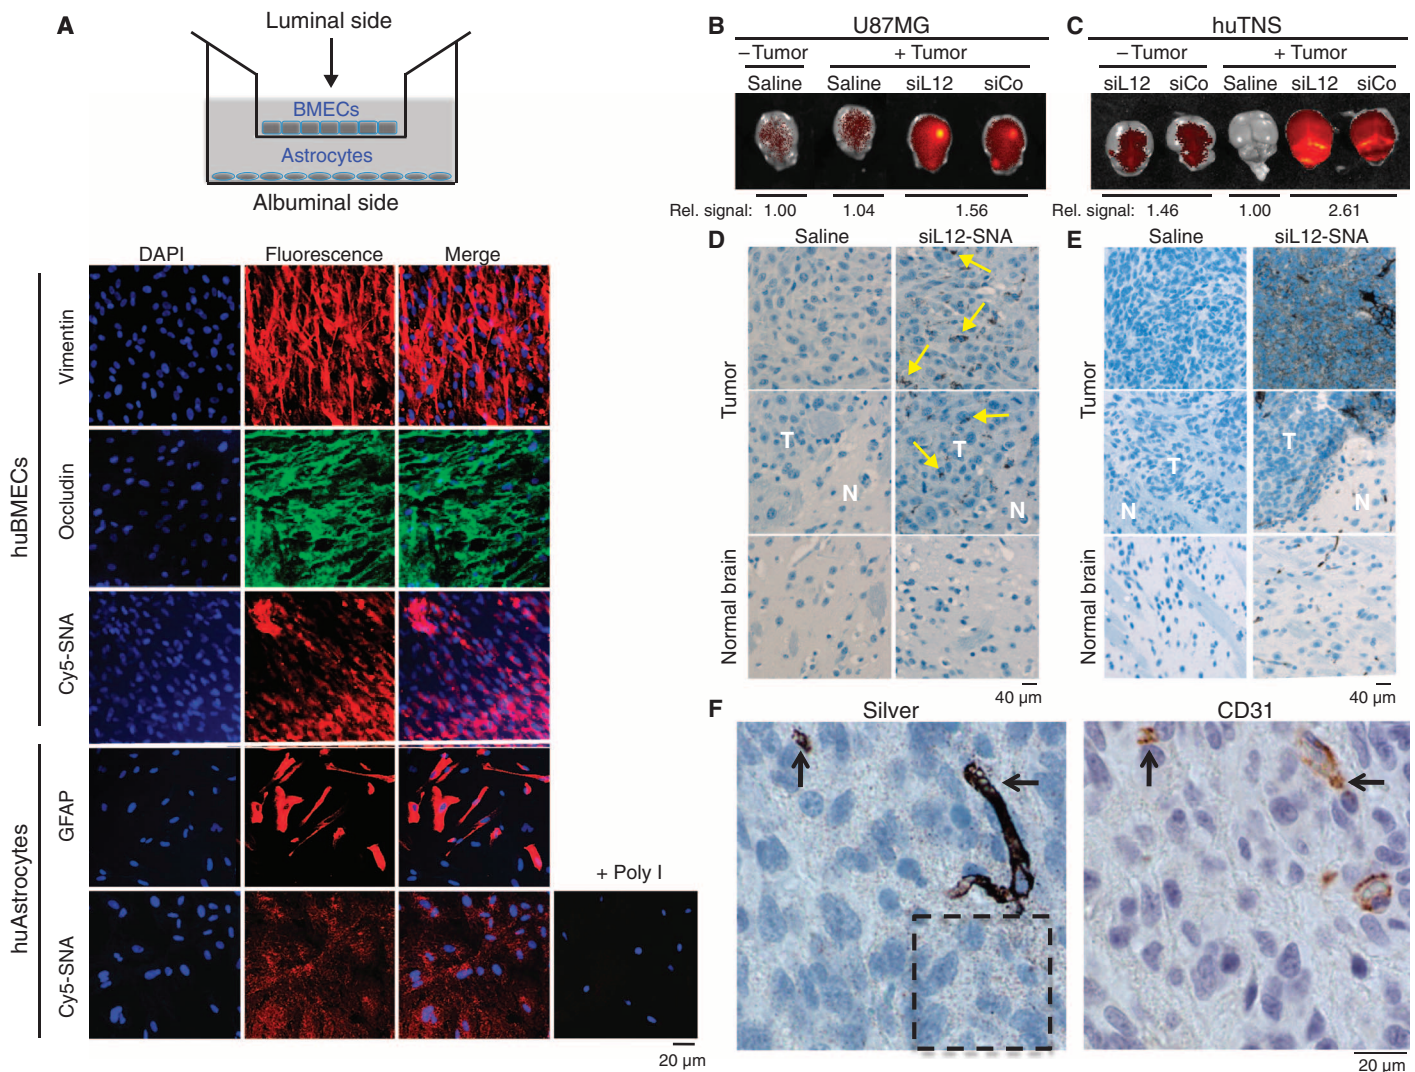 A
Luminal side
BMECs
Astrocytes
Albuminal side
DAPI Fluorescence Merge
huBMECs
Vimentin
Occludin
Cy5-SNA
huAstrocytes
GFAP
Cy5-SNA
+ Poly I
20 µm
B U87MG
– Tumor + Tumor
Saline Saline siL12 siCo
Rel. signal: 1.00 1.04 1.56
C huTNS
– Tumor + Tumor
siL12 siCo Saline siL12 siCo
Rel. signal: 1.46 1.00 2.61
D Saline siL12-SNA
Tumor
T N T N
Normal brain
40 µm
E Saline siL12-SNA
Tumor
T N T N
Normal brain
40 µm
F Silver CD31
20 µm